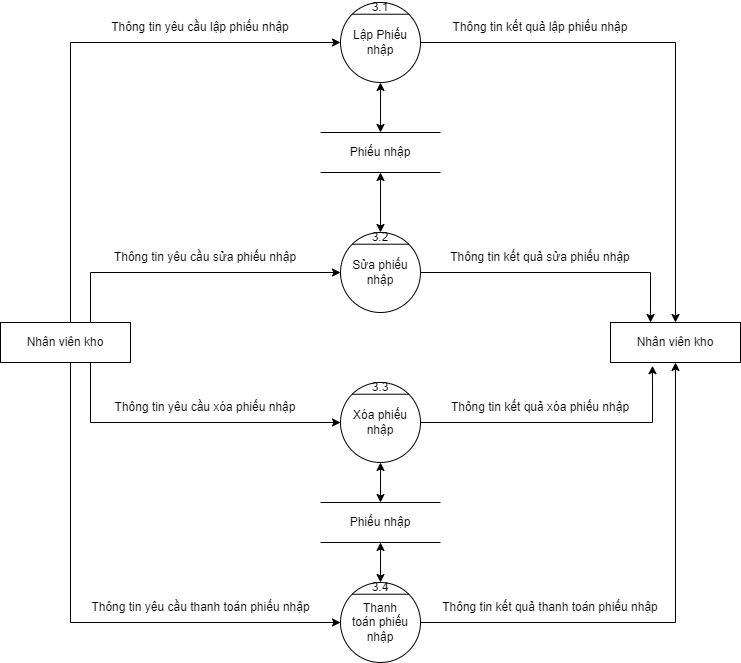 3.1
Thông tin yêu cầu lập phiếu nhập
Lập Phiếu
nhập
Thông tin kết quả lập phiếu nhập
Phiếu nhập
3.2
Thông tin yêu cầu sửa phiếu nhập
Sửa phiếu
nhập
Thông tin kết quả sửa phiếu nhập
Nhân viên kho
Nhân viên kho
3.3
Thông tin yêu cầu xóa phiếu nhập
Xóa phiếu
nhập
Thông tin kết quả xóa phiếu nhập
Phiếu nhập
3.4
Thông tin yêu cầu thanh toán phiếu nhập
Thanh
toán phiếu
nhập
Thông tin kết quả thanh toán phiếu nhập